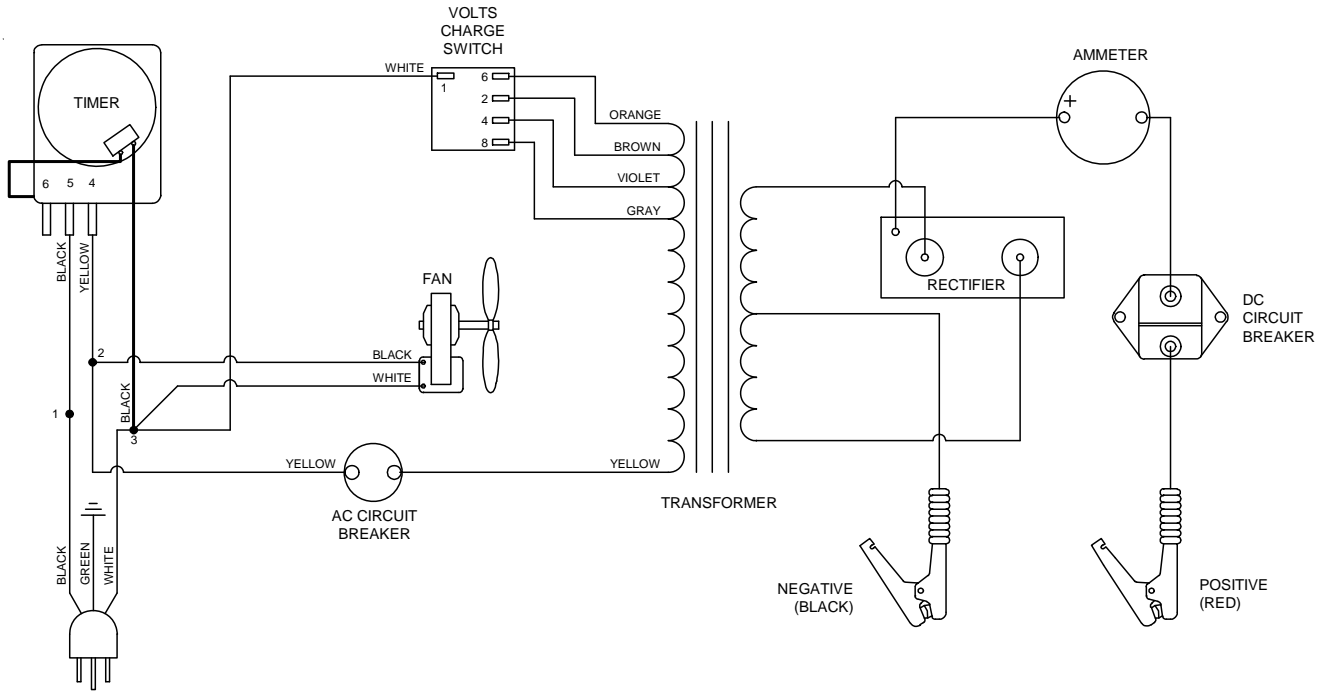 VOLTS
CHARGE
SWITCH
AMMETER
TIMER
WHITE
1
6
2
4
8
+
ORANGE
BROWN
VIOLET
GRAY
6 5 4
BLACK
YELLOW
FAN
RECTIFIER
DC
CIRCUIT
BREAKER
2
BLACK
WHITE
BLACK
1
3
YELLOW
YELLOW
AC CIRCUIT
BREAKER
TRANSFORMER
BLACK
GREEN
WHITE
NEGATIVE
(BLACK)
POSITIVE
(RED)